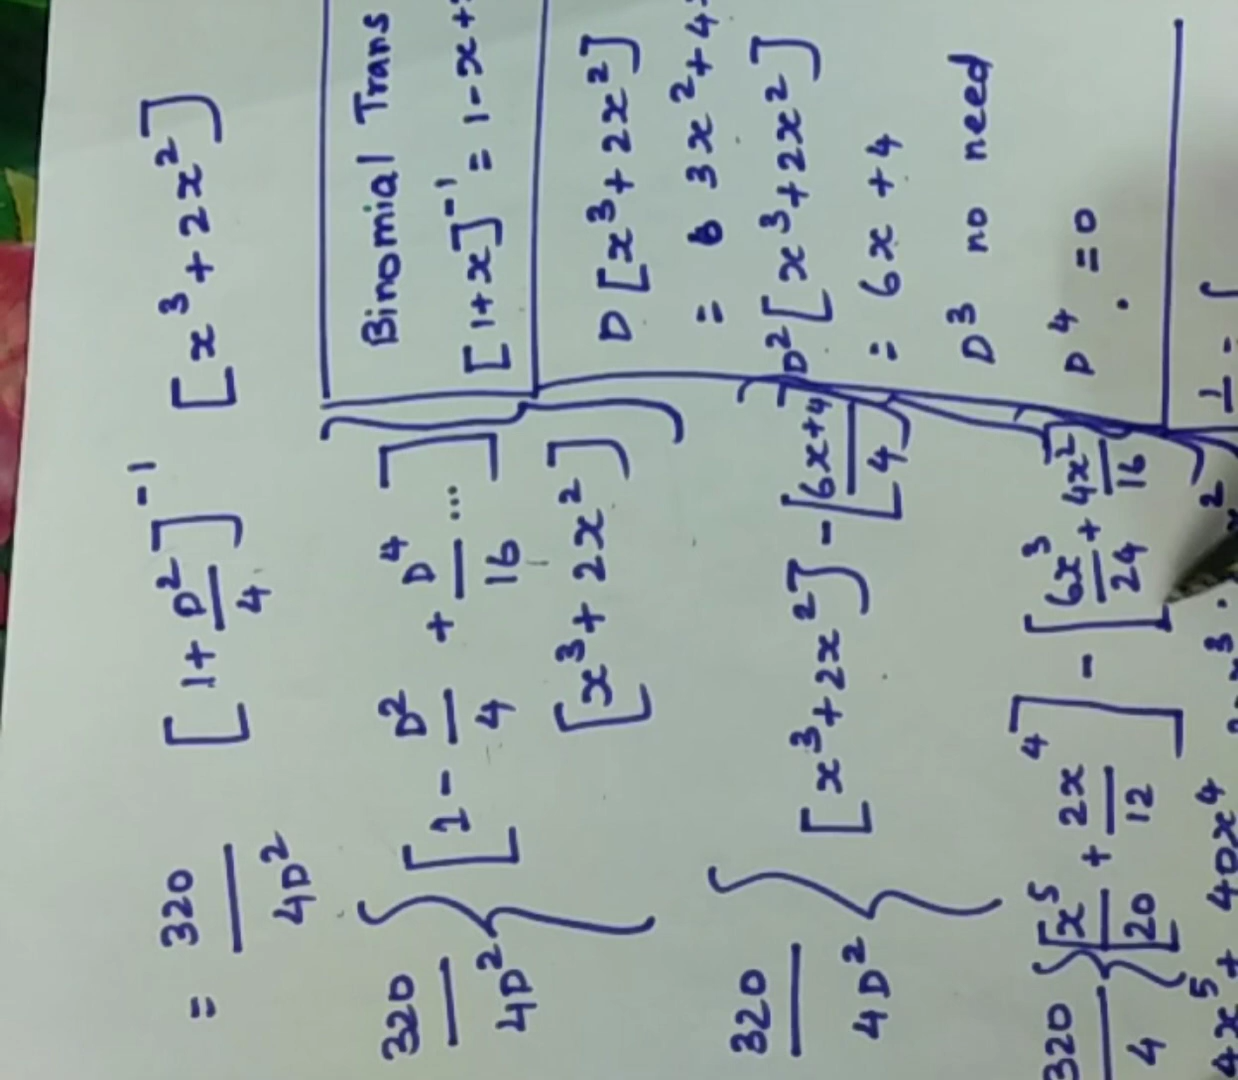 = 320/4D² [1 + D²/4]⁻¹ [x³ + 2x²]
320/4D² { [1 - D²/4 + D⁴/16 ...]
[x³ + 2x²] }
320/4D² { [x³ + 2x²] - [6x+4/4] }
320/4 { [x⁵/20 + 2x⁴/12] - [6x³/24 + 4x²/16] }
4x⁵ + 40x⁴
Binomial Trans
[1+x]⁻¹ = 1 - x +
D [x³ + 2x²]
= 3x² + 4
D² [x³ + 2x²]
= 6x + 4
D³ no need
D⁴ = 0